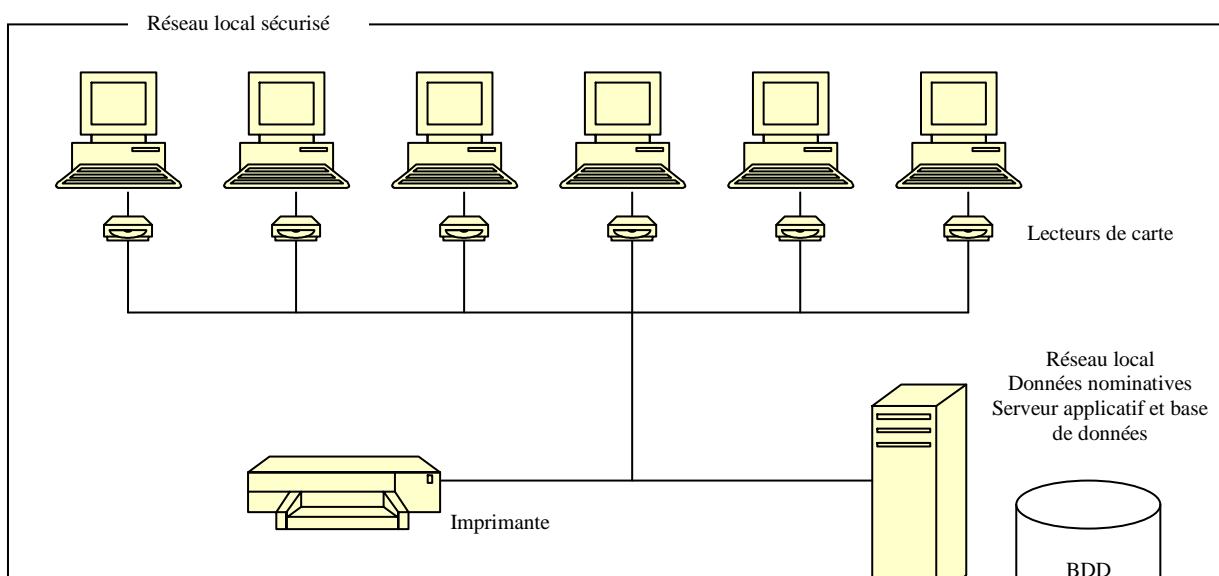 Réseau local sécurisé
Lecteurs de carte
Réseau local
Données nominatives
Serveur applicatif et base
de données
Imprimante
BDD